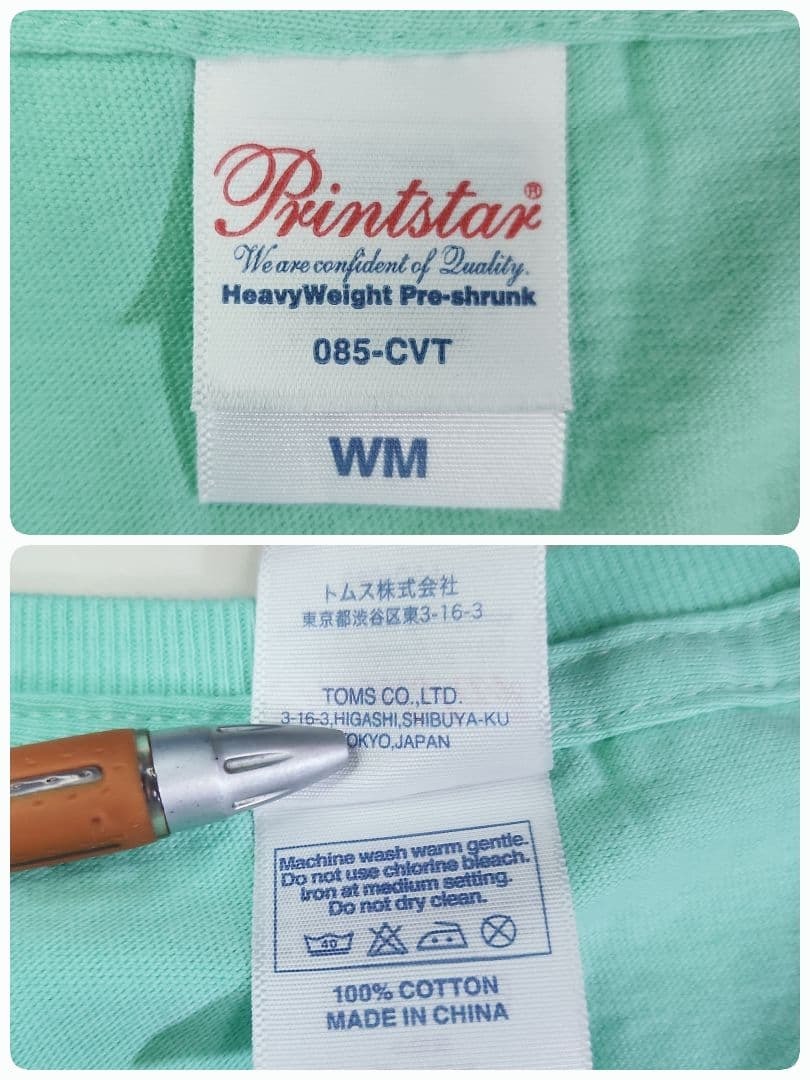 Printstar®
We are confident of Quality.
HeavyWeight Pre-shrunk
085-CVT
WM
トムス株式会社
東京都渋谷区東3-16-3
TOMS CO.,LTD.
3-16-3,HIGASHI,SHIBUYA-KU
OKYO,JAPAN
Machine wash warm gentle.
Do not use chlorine bleach.
Iron at medium setting.
Do not dry clean.
40
100% COTTON
MADE IN CHINA